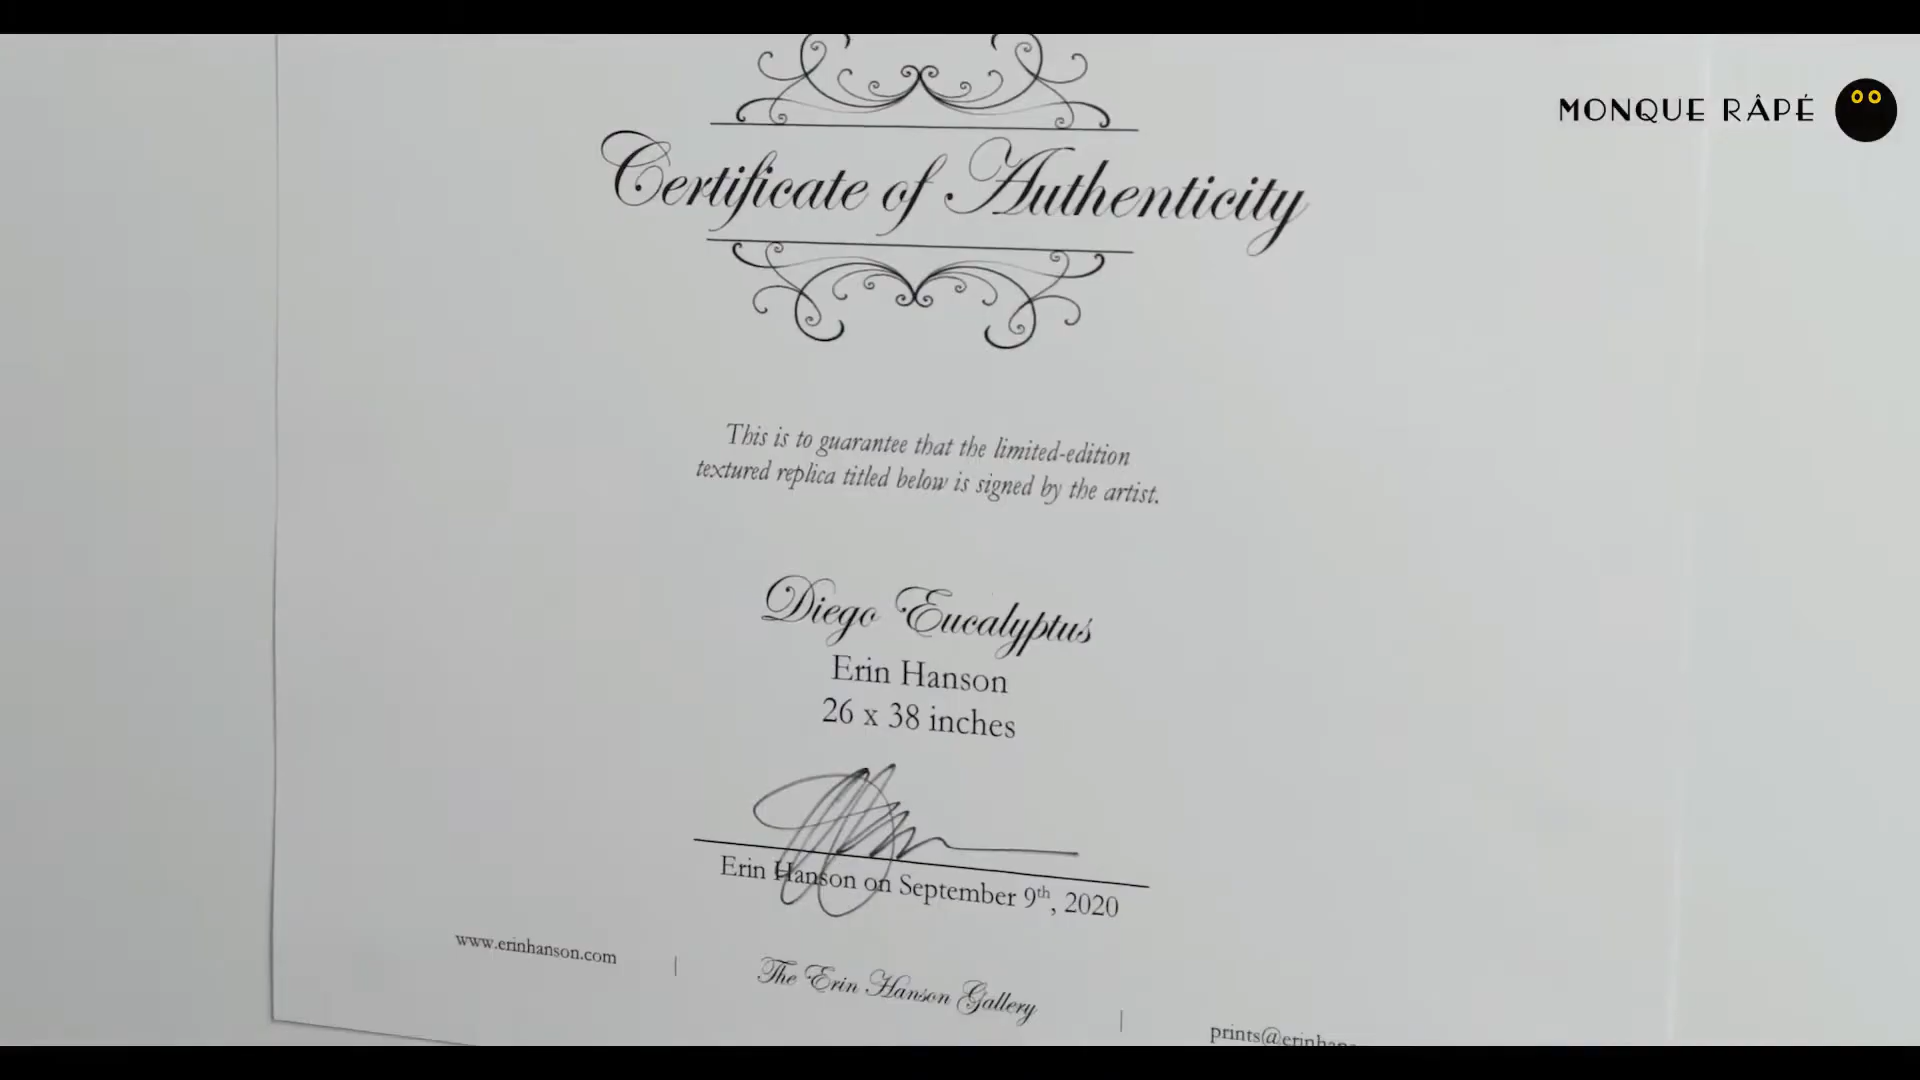 MONQUE RÂPÉ
Certificate of Authenticity
This is to guarantee that the limited-edition
textured replica titled below is signed by the artist.
Diego Eucalyptus
Erin Hanson
26 x 38 inches
Erin Hanson on September 9th, 2020
www.erinhanson.com | The Erin Hanson Gallery |